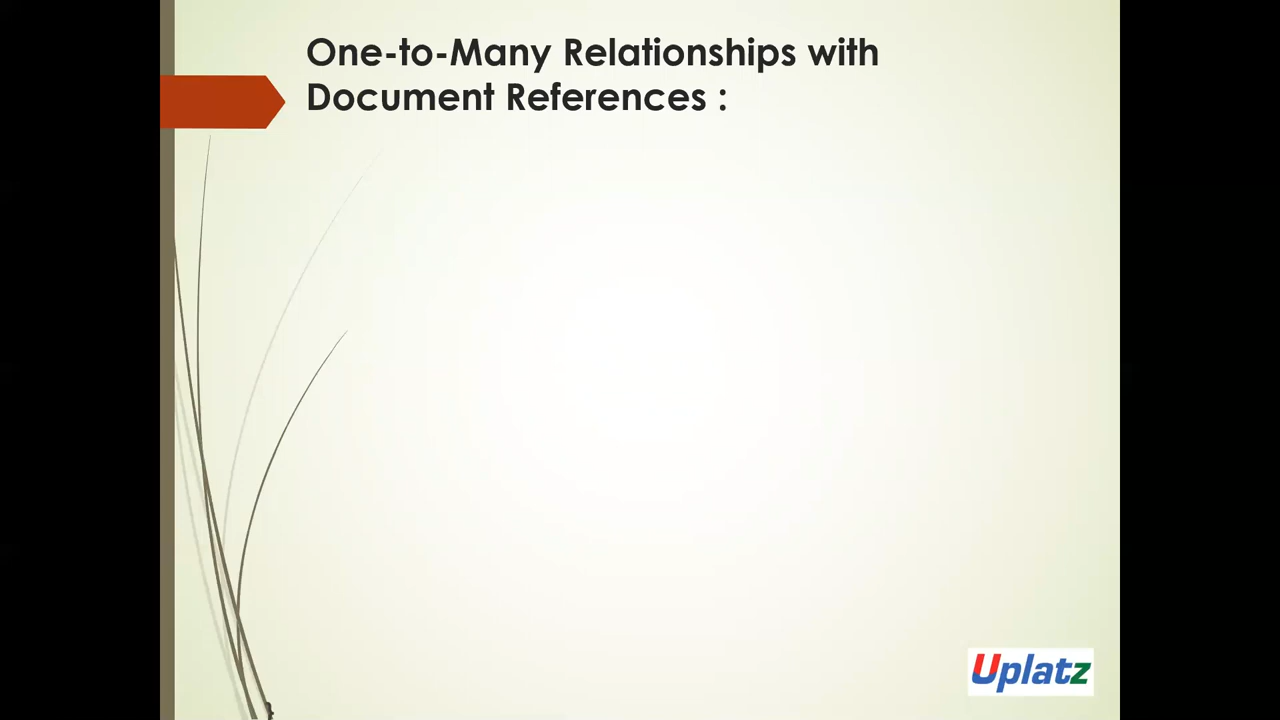 One-to-Many Relationships with
Document References :
Uplatz